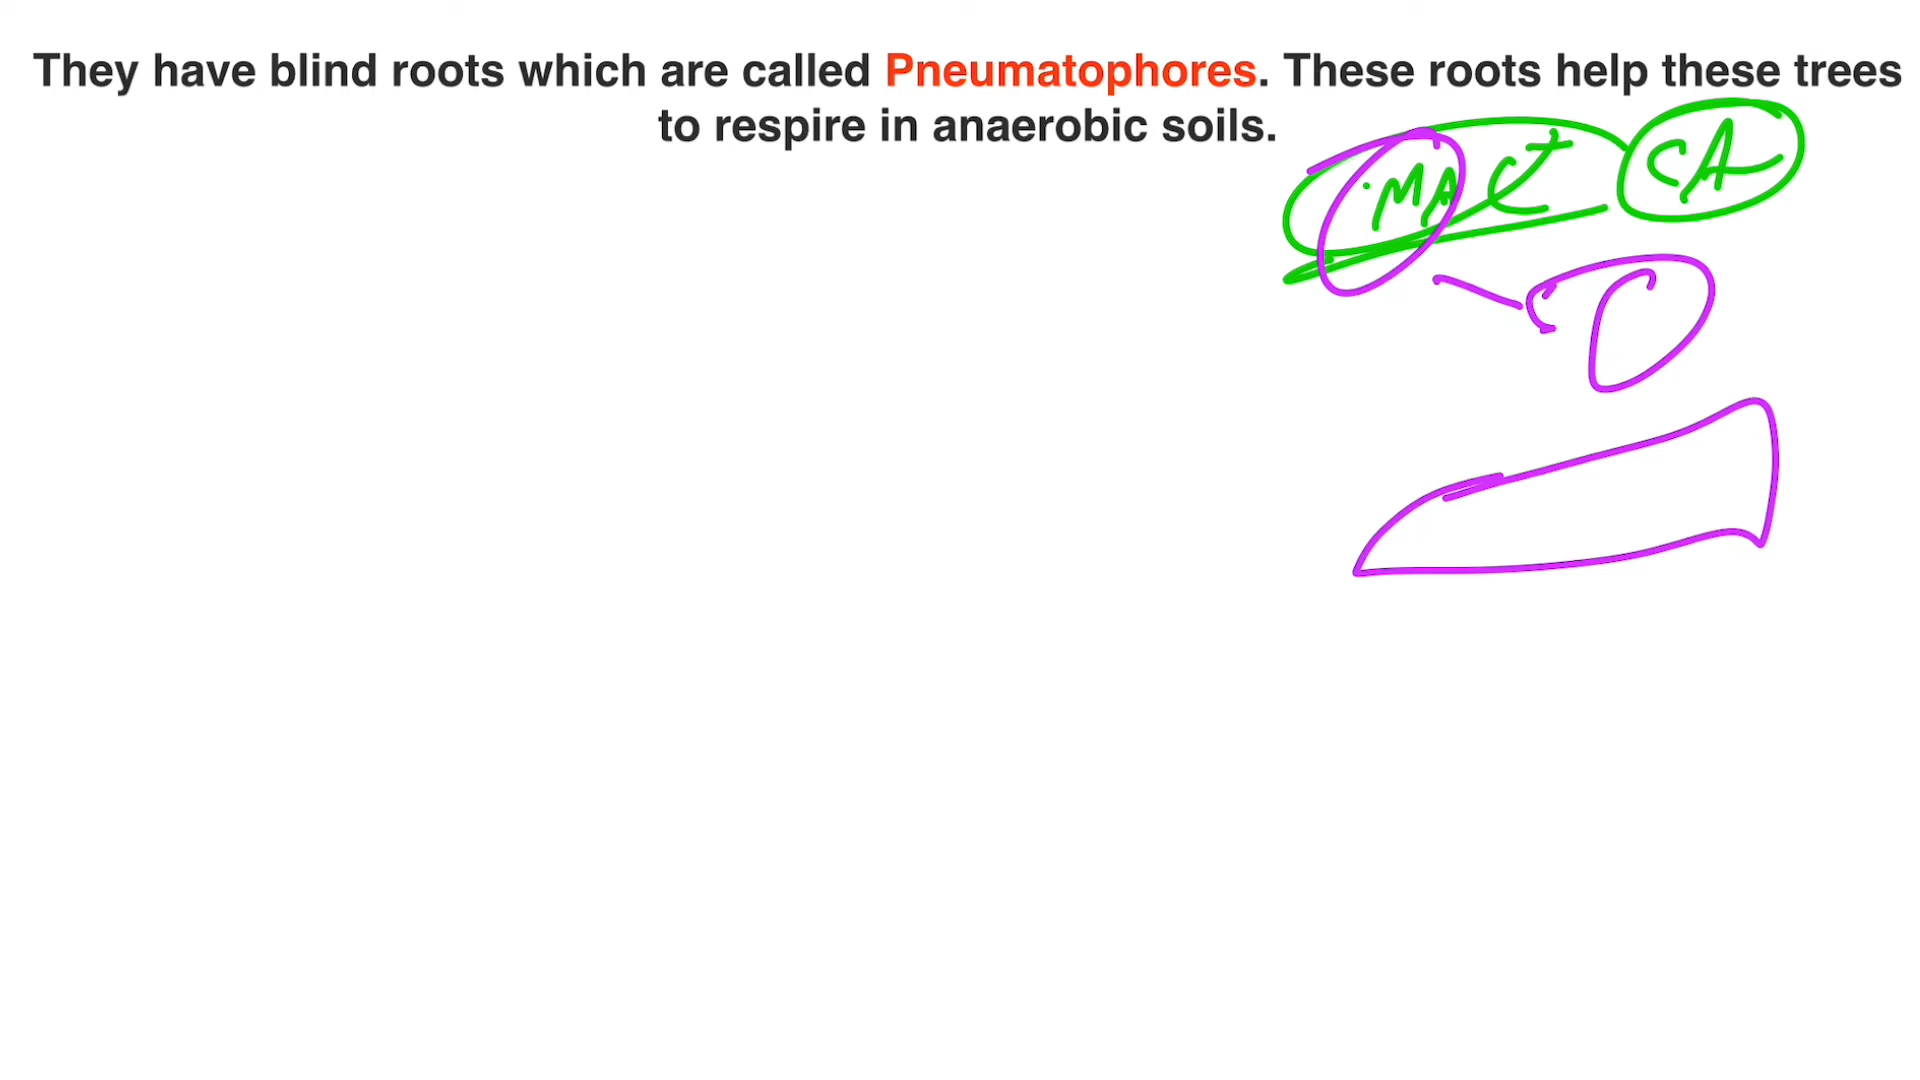 They have blind roots which are called Pneumatophores. These roots help these trees
to respire in anaerobic soils.
CA